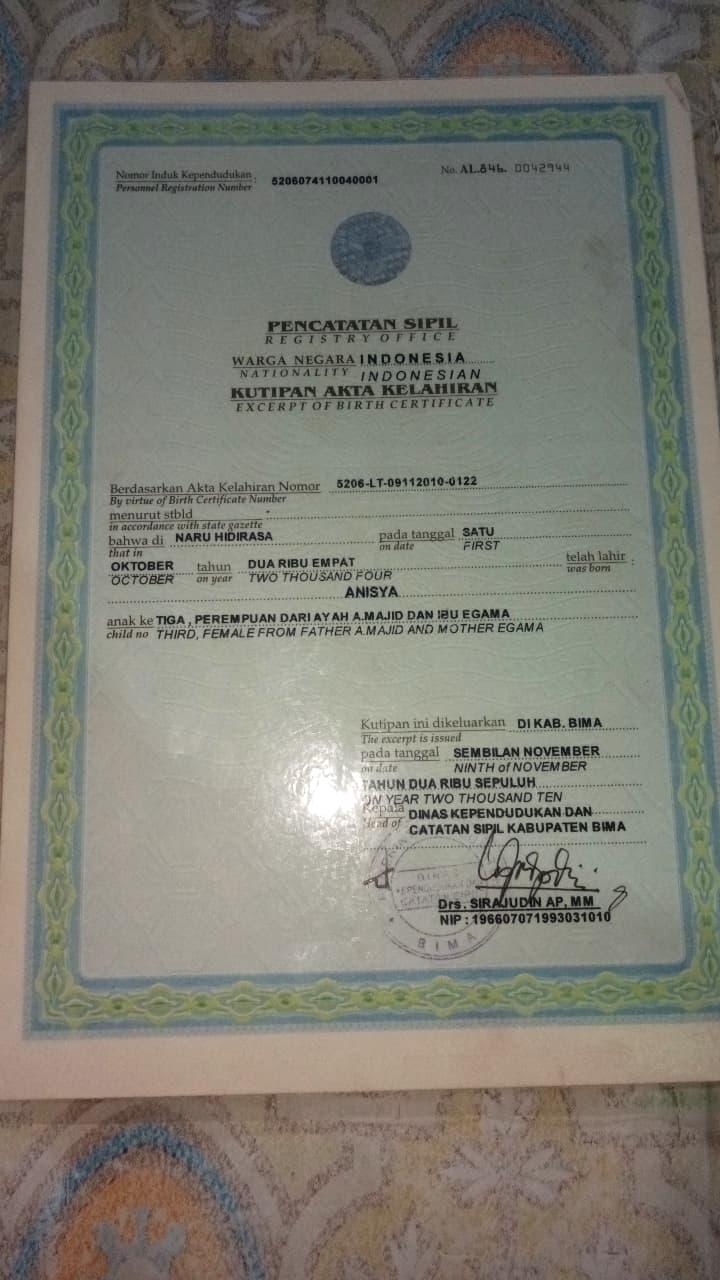 Nomor Induk Kependudukan : 5206074110040001
Personnel Registration Number
No. AL.846. 0042944
PENCATATAN SIPIL
REGISTRY OFFICE
WARGA NEGARA INDONESIA
NATIONALITY INDONESIAN
KUTIPAN AKTA KELAHIRAN
EXCERPT OF BIRTH CERTIFICATE
Berdasarkan Akta Kelahiran Nomor 5206-LT-09112010-0122
By virtue of Birth Certificate Number
menurut stbld -
in accordance with state gazette
bahwa di NARU HIDIRASA pada tanggal SATU
that in on date FIRST
OKTOBER tahun DUA RIBU EMPAT telah lahir :
OCTOBER on year TWO THOUSAND FOUR was born
ANISYA
anak ke TIGA , PEREMPUAN DARI AYAH A.MAJID DAN IBU EGAMA
child no THIRD, FEMALE FROM FATHER A.MAJID AND MOTHER EGAMA
Kutipan ini dikeluarkan DI KAB. BIMA
The excerpt is issued
pada tanggal SEMBILAN NOVEMBER
on date NINTH of NOVEMBER
TAHUN DUA RIBU SEPULUH
ON YEAR TWO THOUSAND TEN
Kepala DINAS KEPENDUDUKAN DAN
Head of CATATAN SIPIL KABUPATEN BIMA
DINAS
CATATAN SIPIL
BIMA
Drs. SIRAJUDIN AP, MM
NIP : 196607071993031010